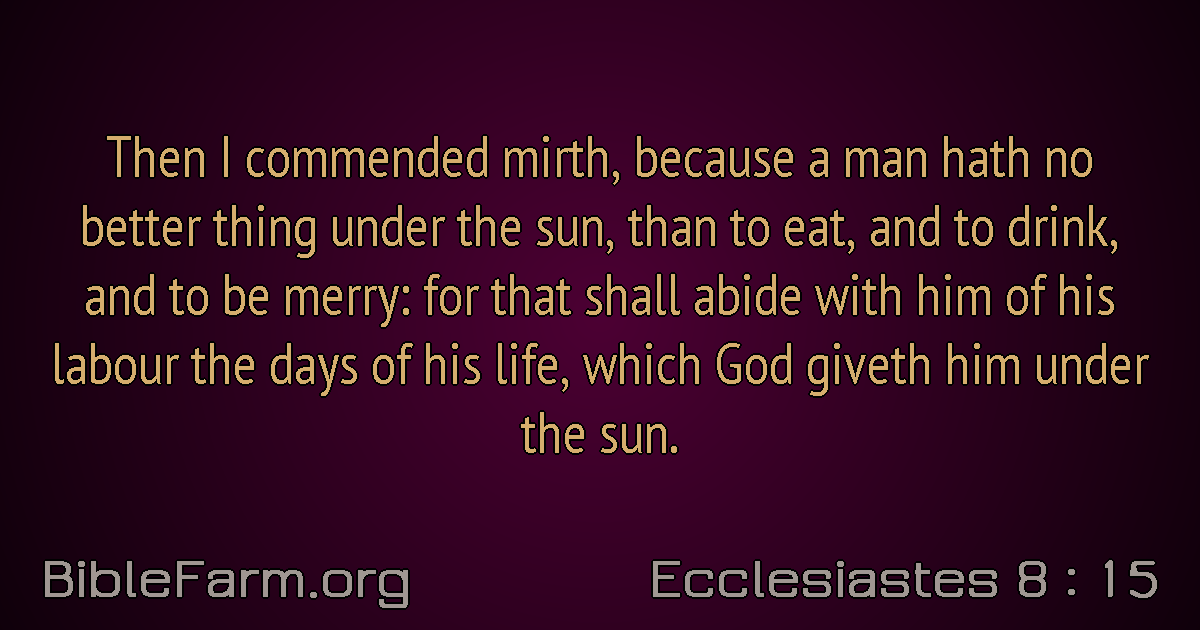 Then I commended mirth, because a man hath no
better thing under the sun, than to eat, and to drink,
and to be merry: for that shall abide with him of his
labour the days of his life, which God giveth him under
the sun.
BibleFarm.org
Ecclesiastes 8 : 15